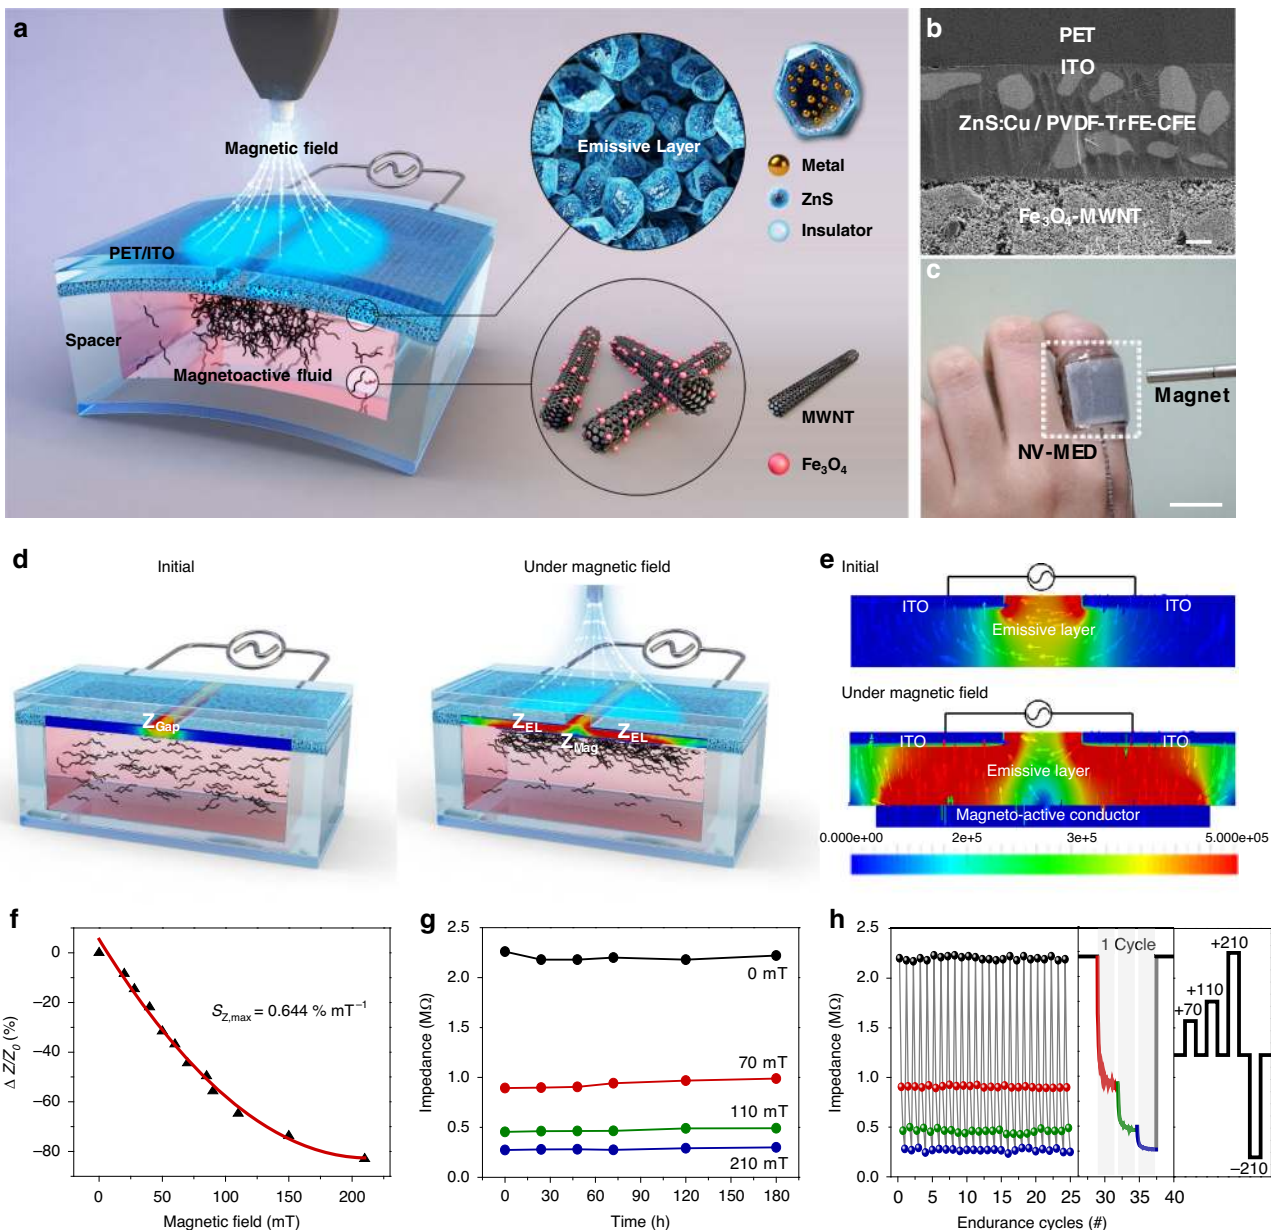 a
Magnetic field
PET/ITO
Spacer
Magnetoactive fluid
Emissive Layer
Metal
ZnS
Insulator
MWNT
Fe₃O₄
b
PET
ITO
ZnS:Cu / PVDF-TrFE-CFE
Fe₃O₄-MWNT
c
Magnet
NV-MED
d
Initial
Under magnetic field
Z_Gap
Z_EL
Z_Mag
Z_EL
e
Initial
ITO
ITO
Emissive layer
Under magnetic field
ITO
ITO
Emissive layer
Magneto-active conductor
0.000e+00 2e+5 3e+5 5.000e+05
f
Δ Z/Z₀ (%)
0
−20
−40
−60
−80
S_Z,max = 0.644 % mT⁻¹
0 50 100 150 200
Magnetic field (mT)
g
Impedance (MΩ)
2.5
2.0
1.5
1.0
0.5
0.0
0 mT
70 mT
110 mT
210 mT
0 30 60 90 120 150 180
Time (h)
h
Impedance (MΩ)
2.5
2.0
1.5
1.0
0.5
0.0
1 Cycle
+70
+110
+210
−210
0 5 10 15 20 25 30 35 40
Endurance cycles (#)